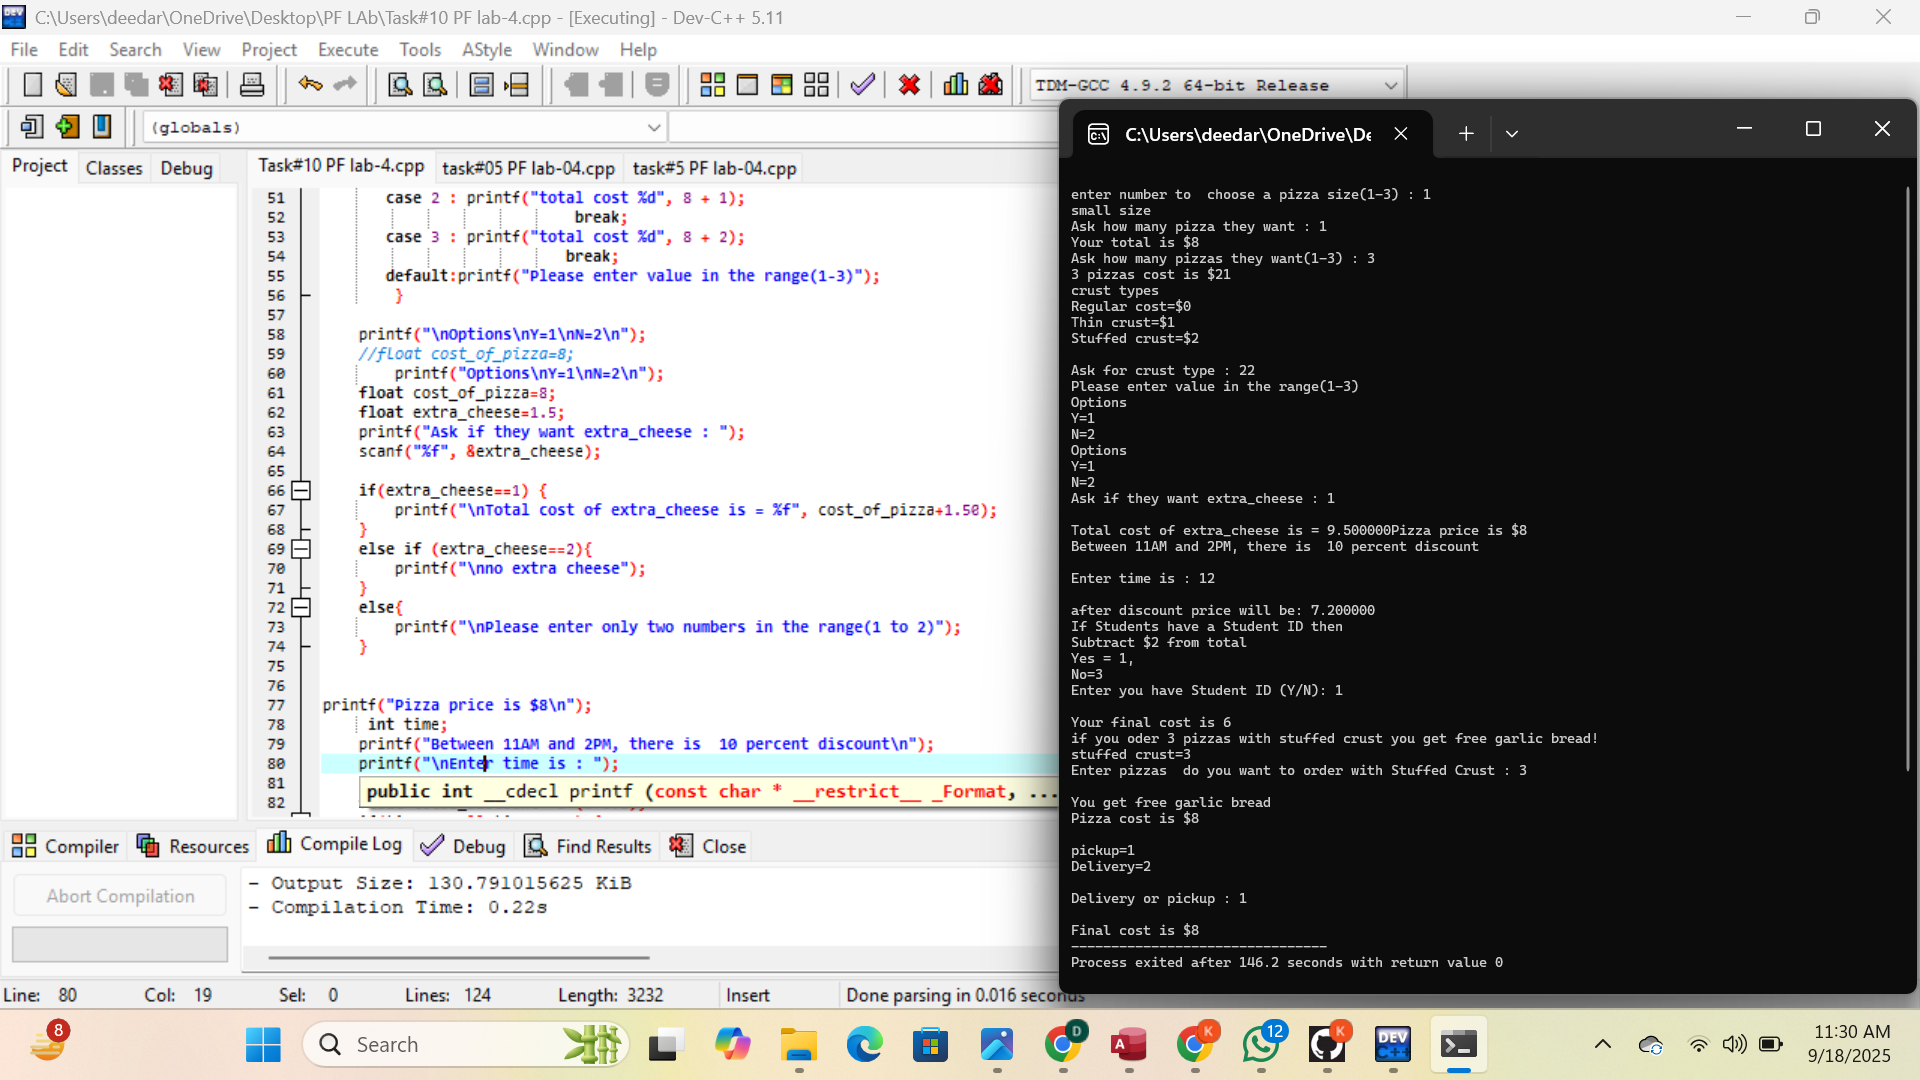 C:\Users\deedar\OneDrive\Desktop\PF LAb\Task#10 PF lab-4.cpp - [Executing] - Dev-C++ 5.11
File Edit Search View Project Execute Tools AStyle Window Help
TDM-GCC 4.9.2 64-bit Release
(globals)
Project Classes Debug
Task#10 PF lab-4.cpp task#05 PF lab-04.cpp task#5 PF lab-04.cpp
51 case 2 : printf("total cost %d", 8 + 1);
52 break;
53 case 3 : printf("total cost %d", 8 + 2);
54 break;
55 default:printf("Please enter value in the range(1-3)");
56 }
57
58 printf("\nOptions\nY=1\nN=2\n");
59 //float cost_of_pizza=8;
60 printf("Options\nY=1\nN=2\n");
61 float cost_of_pizza=8;
62 float extra_cheese=1.5;
63 printf("Ask if they want extra_cheese : ");
64 scanf("%f", &extra_cheese);
65
66 if(extra_cheese==1) {
67 printf("\nTotal cost of extra_cheese is = %f", cost_of_pizza+1.50);
68 }
69 else if (extra_cheese==2){
70 printf("\nno extra cheese");
71 }
72 else{
73 printf("\nPlease enter only two numbers in the range(1 to 2)");
74 }
75
76
77 printf("Pizza price is $8\n");
78 int time;
79 printf("Between 11AM and 2PM, there is  10 percent discount\n");
80 printf("\nEnter time is : ");
81 public int __cdecl printf (const char * __restrict__ _Format, ...
82
Compiler Resources Compile Log Debug Find Results Close
Abort Compilation
- Output Size: 130.791015625 KiB
- Compilation Time: 0.22s
Line: 80 Col: 19 Sel: 0 Lines: 124 Length: 3232 Insert Done parsing in 0.016 seconds
C:\Users\deedar\OneDrive\De
enter number to  choose a pizza size(1-3) : 1
small size
Ask how many pizza they want : 1
Your total is $8
Ask how many pizzas they want(1-3) : 3
3 pizzas cost is $21
crust types
Regular cost=$0
Thin crust=$1
Stuffed crust=$2
Ask for crust type : 22
Please enter value in the range(1-3)
Options
Y=1
N=2
Options
Y=1
N=2
Ask if they want extra_cheese : 1
Total cost of extra_cheese is = 9.500000Pizza price is $8
Between 11AM and 2PM, there is  10 percent discount
Enter time is : 12
after discount price will be: 7.200000
If Students have a Student ID then
Subtract $2 from total
Yes = 1,
No=3
Enter you have Student ID (Y/N): 1
Your final cost is 6
if you oder 3 pizzas with stuffed crust you get free garlic bread!
stuffed crust=3
Enter pizzas  do you want to order with Stuffed Crust : 3
You get free garlic bread
Pizza cost is $8
pickup=1
Delivery=2
Delivery or pickup : 1
Final cost is $8
--------------------------------
Process exited after 146.2 seconds with return value 0
8
Search
D
A
K
12
K
DEV C++
11:30 AM
9/18/2025